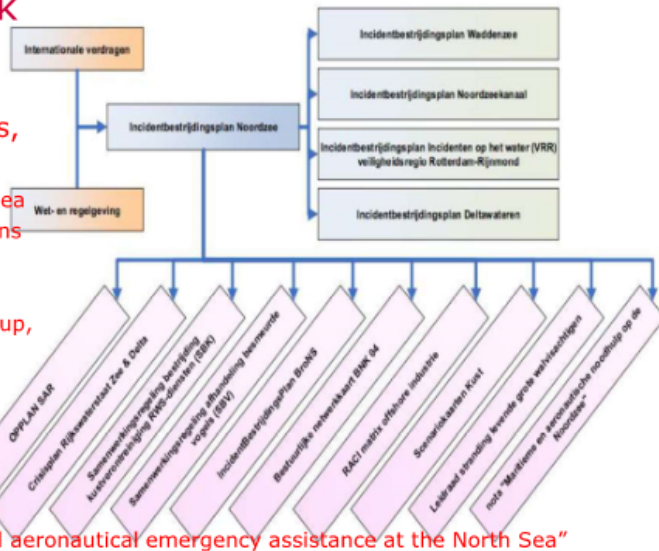 K
s,
ea
ns
up,
Internationale verdragen
Wet- en regelgeving
Incidentbestrijdingsplan Noordzee
Incidentbestrijdingsplan Waddenzee
Incidentbestrijdingsplan Noordzeekanaal
Incidentbestrijdingsplan Incidenten op het water (VRR)
veiligheidsregio Rotterdam-Rijnmond
Incidentbestrijdingsplan Deltawateren
OPPLAN SAR
Crisisplan Rijkswaterstaat Zee & Delta
Samenwerkingsregeling bestrijding
kustverontreiniging RWS-diensten (SBK)
Samenwerkingsregeling afhandeling besmeurde
vogels (SBV)
IncidentBestrijdingsPlan BroNS
Bestuurlijke netwerkkaart BNK 04
RACI matrix offshore industrie
Scenariokaarten Kust
Leidraad stranding levende grote walvisachtigen
nota "Maritieme en aeronautische noodhulp op de
Noordzee"
aeronautical emergency assistance at the North Sea”